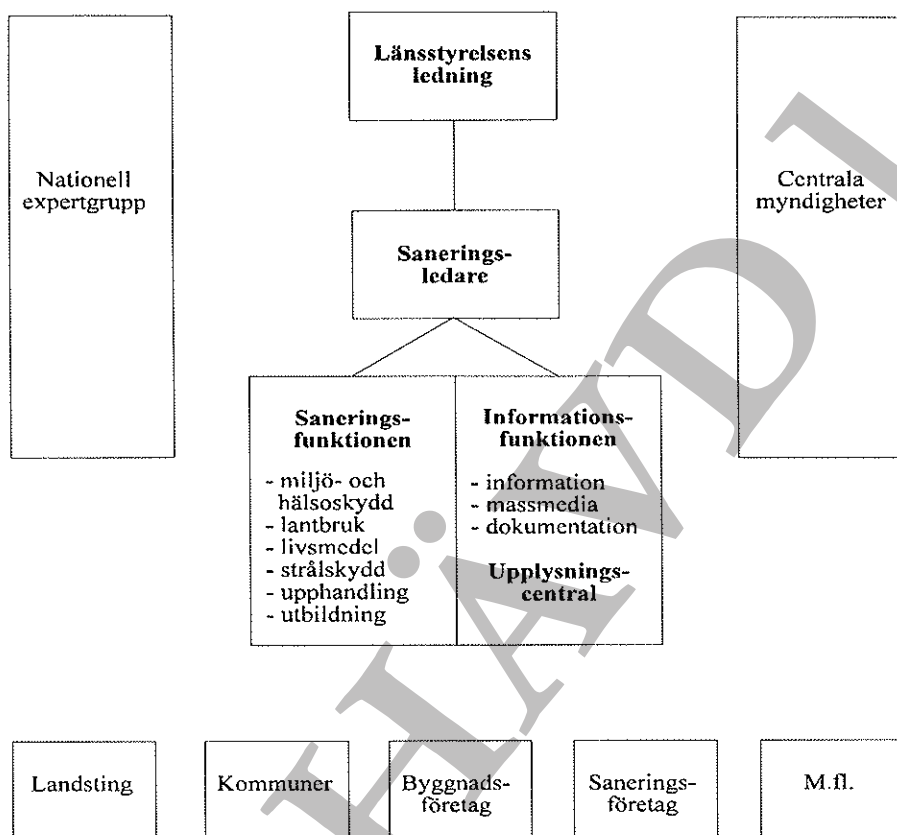 Länsstyrelsens
ledning
Nationell
expertgrupp
Centrala
myndigheter
Sanerings-
ledare
Sanerings-
funktionen
- miljö- och
hälsoskydd
- lantbruk
- livsmedel
- strålskydd
- upphandling
- utbildning
Informations-
funktionen
- information
- massmedia
- dokumentation
Upplysnings-
central
Landsting
Kommuner
Byggnads-
företag
Sanerings-
företag
M.fl.
HÄVD